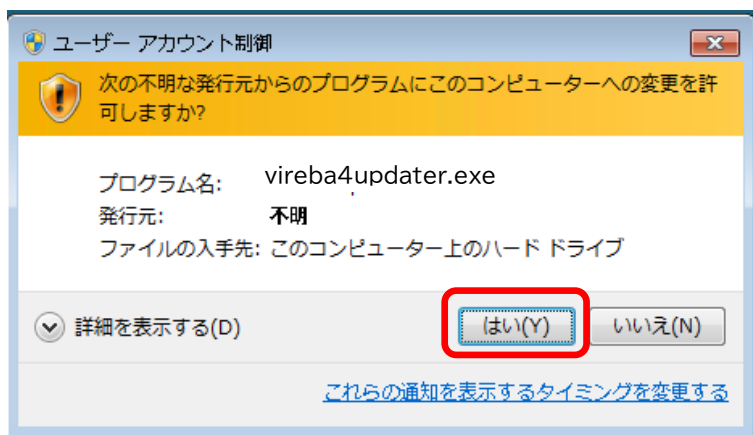 ユーザー アカウント制御
次の不明な発行元からのプログラムにこのコンピューターへの変更を許
可しますか?
プログラム名: vireba4updater.exe
発行元: 不明
ファイルの入手先: このコンピューター上のハード ドライブ
詳細を表示する(D) はい(Y) いいえ(N)
これらの通知を表示するタイミングを変更する